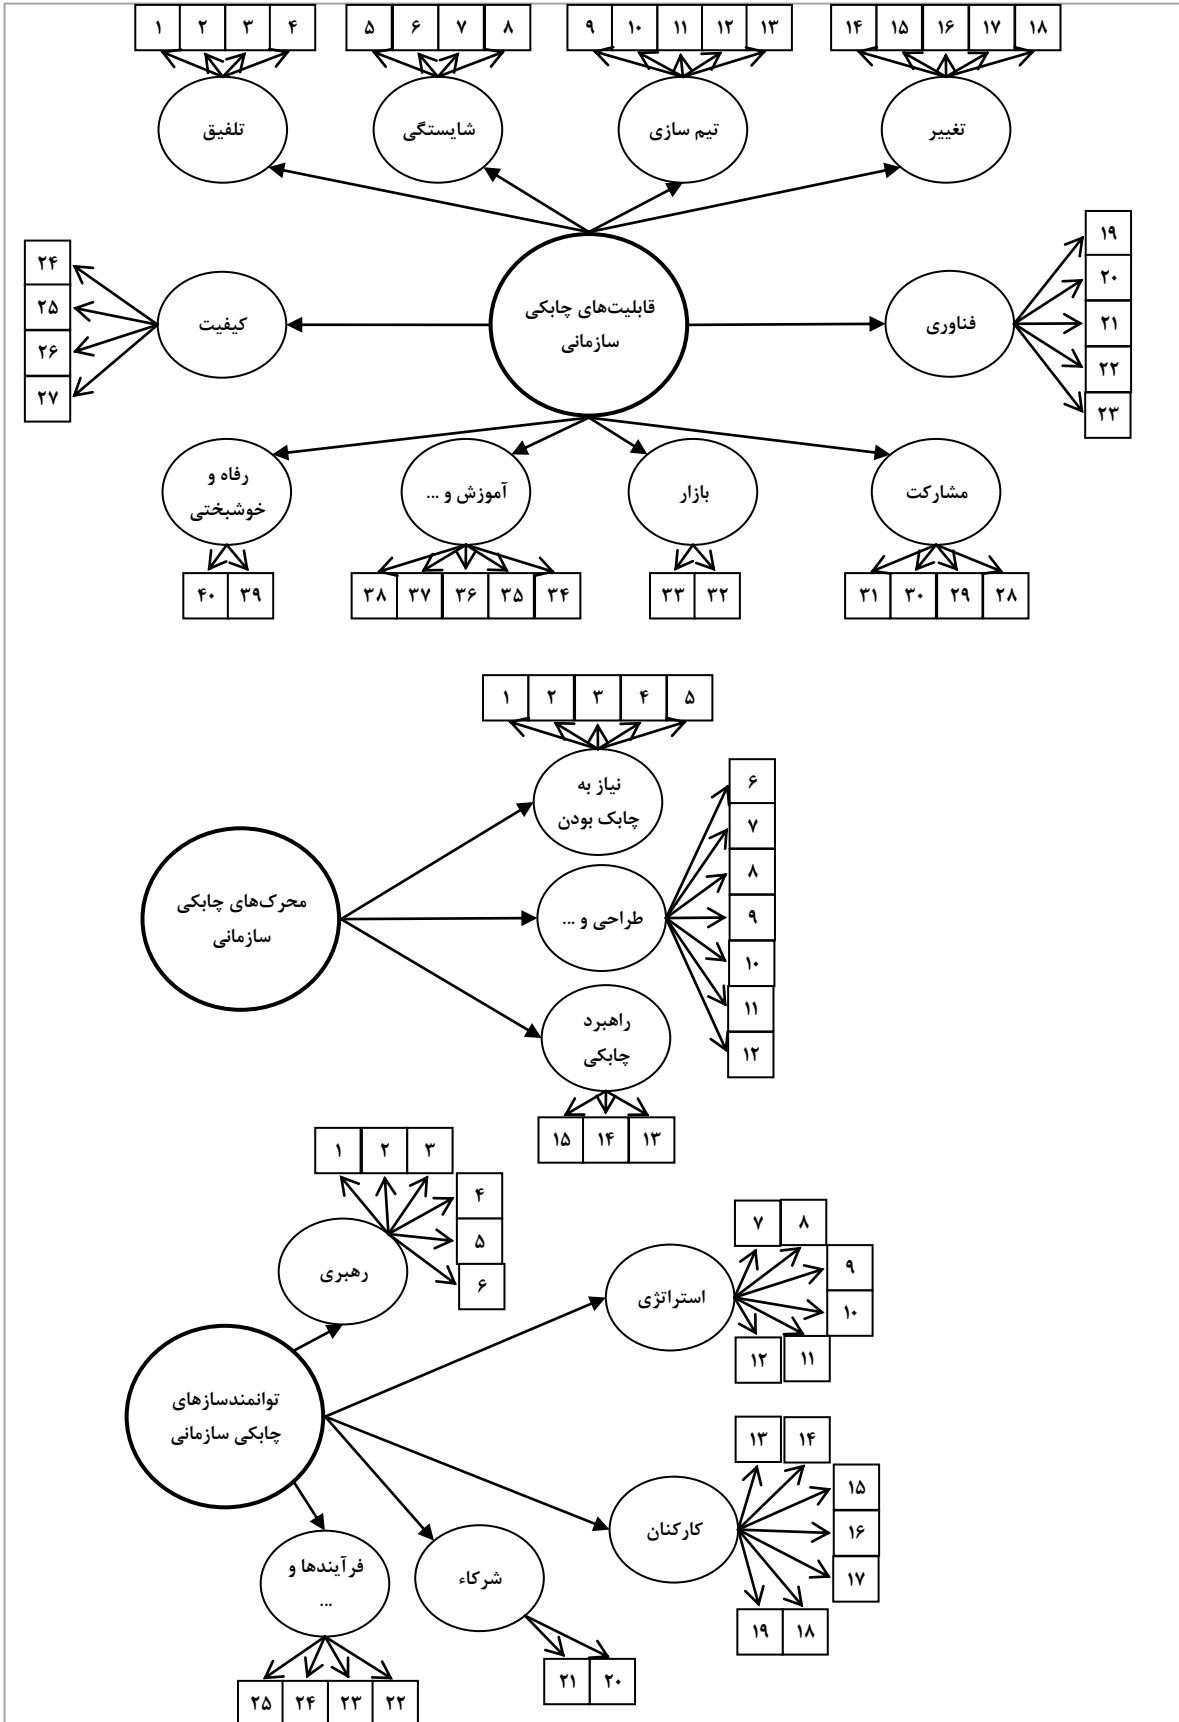 ۱ ۲ ۳ ۴ ۵ ۶ ۷ ۸ ۹ ۱۰ ۱۱ ۱۲ ۱۳ ۱۴ ۱۵ ۱۶ ۱۷ ۱۸
تلفیق
شایستگی
تیم سازی
تغییر
۱۹
۲۰
۲۱
۲۲
۲۳
فناوری
قابلیت‌های چابکی
سازمانی
کیفیت
۲۴
۲۵
۲۶
۲۷
رفاه و
خوشبختی
آموزش و ...
بازار
مشارکت
۴۰ ۳۹ ۳۸ ۳۷ ۳۶ ۳۵ ۳۴ ۳۳ ۳۲ ۳۱ ۳۰ ۲۹ ۲۸
۱ ۲ ۳ ۴ ۵
نیاز به
چابک بودن
۶
۷
۸
۹
۱۰
۱۱
۱۲
محرک‌های چابکی
سازمانی
طراحی و ...
راهبرد
چابکی
۱۵ ۱۴ ۱۳
۱ ۲ ۳
۴
۵
۶
رهبری
۷ ۸
۹
۱۰
۱۲ ۱۱
استراتژی
توانمندسازهای
چابکی سازمانی
۱۳ ۱۴
۱۵
۱۶
۱۷
۱۹ ۱۸
کارکنان
شرکاء
۲۱ ۲۰
فرآیندها و
...
۲۵ ۲۴ ۲۳ ۲۲